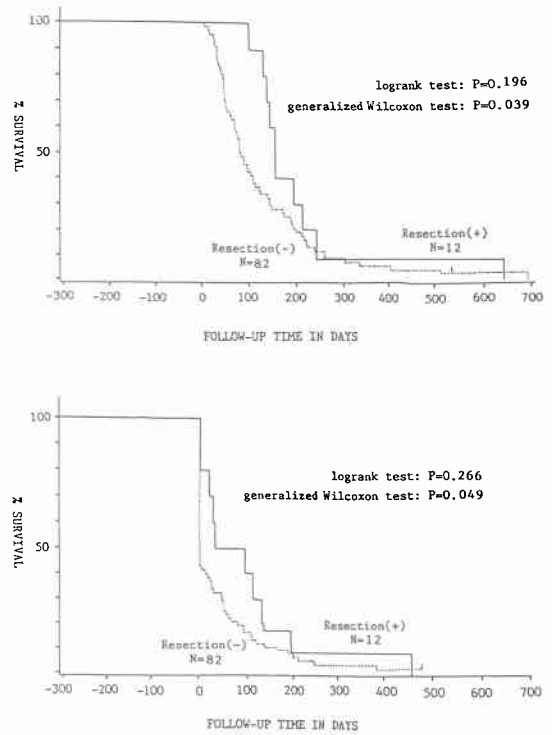 100
logrank test: P=0.196
generalized Wilcoxon test: P=0.039
% SURVIVAL
50
Resection(+)
N=12
Resection(-)
N=82
-300 -200 -100 0 100 200 300 400 500 600 700
FOLLOW-UP TIME IN DAYS
100
logrank test: P=0.266
generalized Wilcoxon test: P=0.049
% SURVIVAL
50
Resection(+)
N=12
Resection(-)
N=82
-300 -200 -100 0 100 200 300 400 500 600 700
FOLLOW-UP TIME IN DAYS